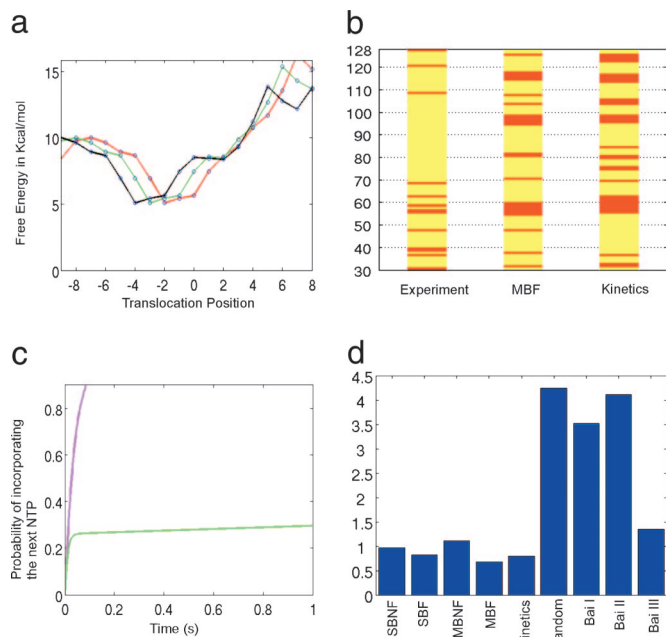 a
Free Energy in Kcal/mol
15
10
5
0
-8 -6 -4 -2 0 2 4 6 8
Translocation Position
b
128
120
110
100
90
80
70
60
50
40
30
Experiment MBF Kinetics
c
Probability of incorporating
the next NTP
0.8
0.6
0.4
0.2
0
0 0.2 0.4 0.6 0.8 1
Time (s)
d
4.5
4
3.5
3
2.5
2
1.5
1
0.5
0
SBNF
SBF
MBNF
MBF
Kinetics
andom
Bai I
Bai II
Bai III